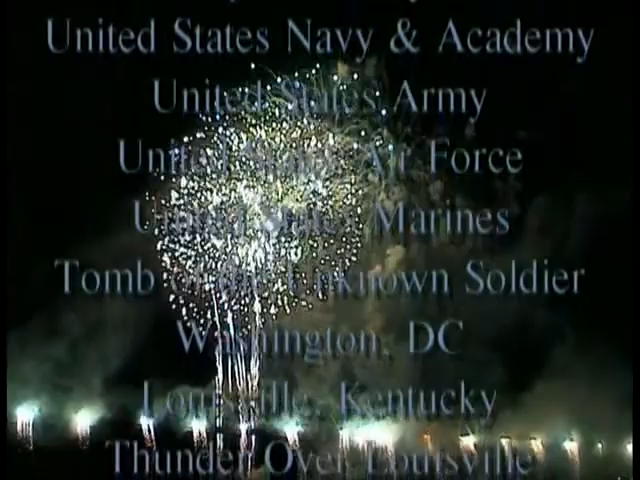 United States Navy & Academy
United States Army
United States Air Force
United States Marines
Tomb of the Unknown Soldier
Washington, DC
Louisville, Kentucky
Thunder Over Louisville